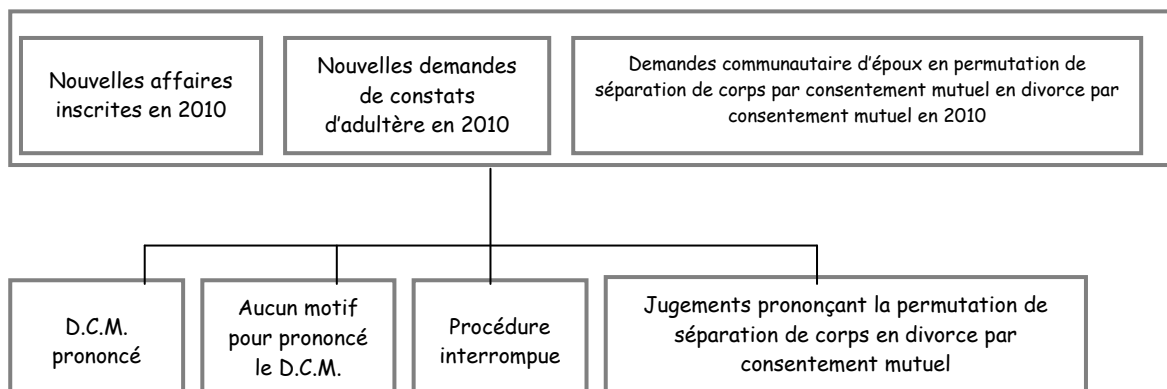 Nouvelles affaires
inscrites en 2010
Nouvelles demandes
de constats
d'adultère en 2010
Demandes communautaire d'époux en permutation de
séparation de corps par consentement mutuel en divorce par
consentement mutuel en 2010
D.C.M.
prononcé
Aucun motif
pour prononcé
le D.C.M.
Procédure
interrompue
Jugements prononçant la permutation de
séparation de corps en divorce par
consentement mutuel